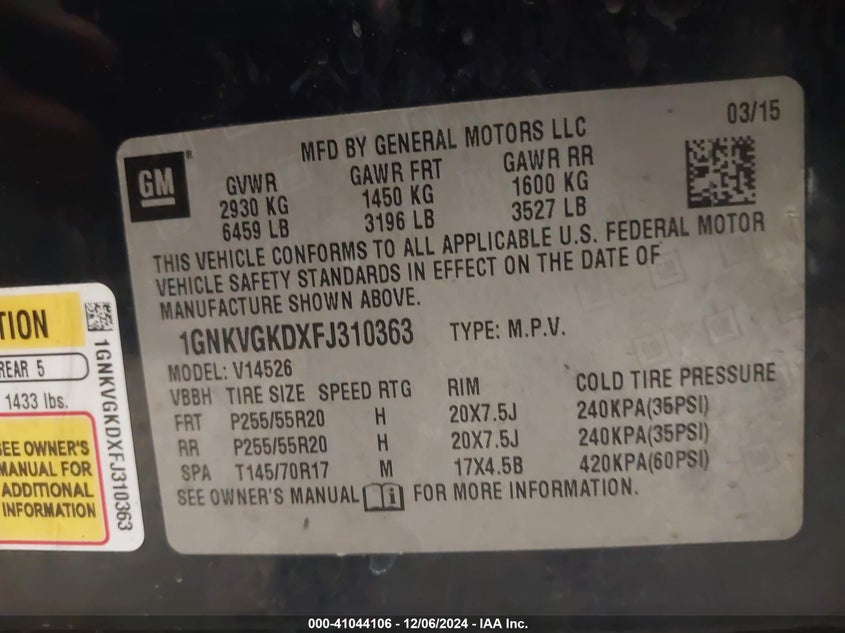 03/15
MFD BY GENERAL MOTORS LLC
GM
®
GVWR GAWR FRT GAWR RR
2930 KG 1450 KG 1600 KG
6459 LB 3196 LB 3527 LB
THIS VEHICLE CONFORMS TO ALL APPLICABLE U.S. FEDERAL MOTOR
VEHICLE SAFETY STANDARDS IN EFFECT ON THE DATE OF
MANUFACTURE SHOWN ABOVE.
1GNKVGKDXFJ310363 TYPE: M.P.V.
MODEL: V14526
VBBH TIRE SIZE SPEED RTG RIM COLD TIRE PRESSURE
FRT P255/55R20 H 20X7.5J 240KPA(35PSI)
RR P255/55R20 H 20X7.5J 240KPA(35PSI)
SPA T145/70R17 M 17X4.5B 420KPA(60PSI)
SEE OWNER'S MANUAL i FOR MORE INFORMATION.
TION
REAR 5
1433 lbs.
SEE OWNER'S
MANUAL FOR
ADDITIONAL
INFORMATION
1GNKVGKDXFJ310363
000-41044106 - 12/06/2024 - IAA Inc.